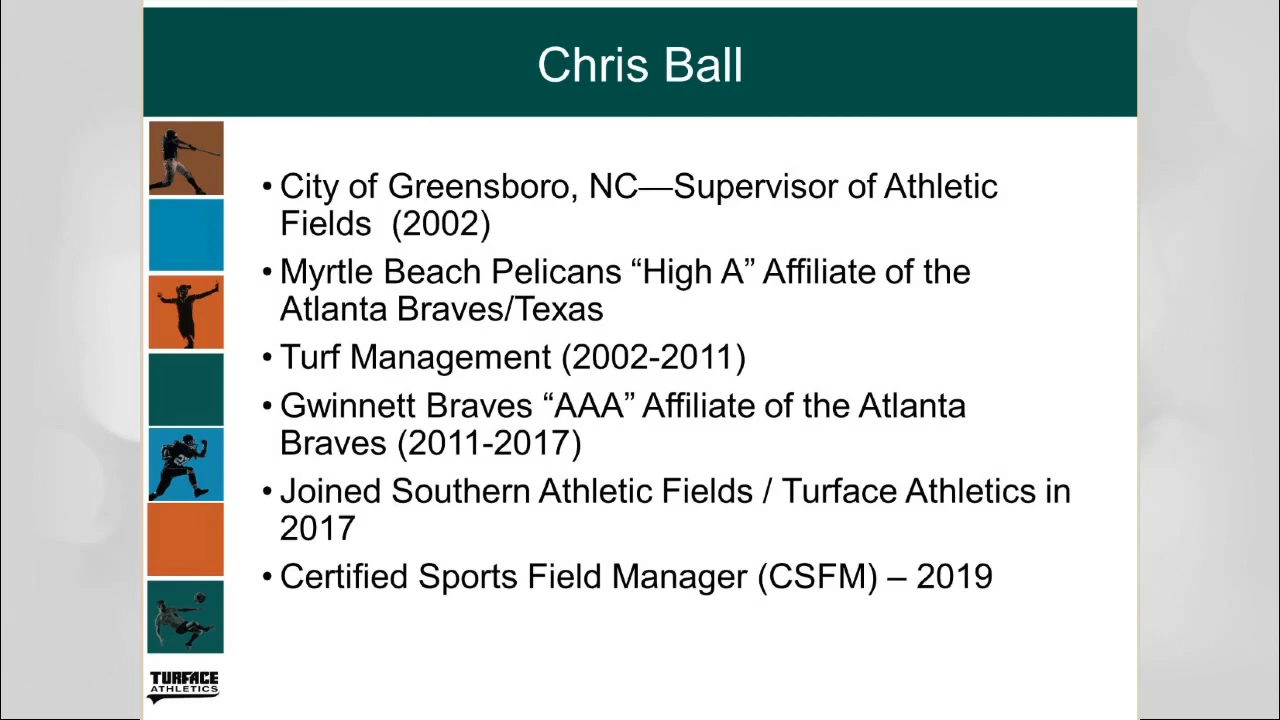 Chris Ball
• City of Greensboro, NC—Supervisor of Athletic
Fields  (2002)
• Myrtle Beach Pelicans “High A” Affiliate of the
Atlanta Braves/Texas
• Turf Management (2002-2011)
• Gwinnett Braves “AAA” Affiliate of the Atlanta
Braves (2011-2017)
• Joined Southern Athletic Fields / Turface Athletics in
2017
• Certified Sports Field Manager (CSFM) – 2019
TURFACE
ATHLETICS